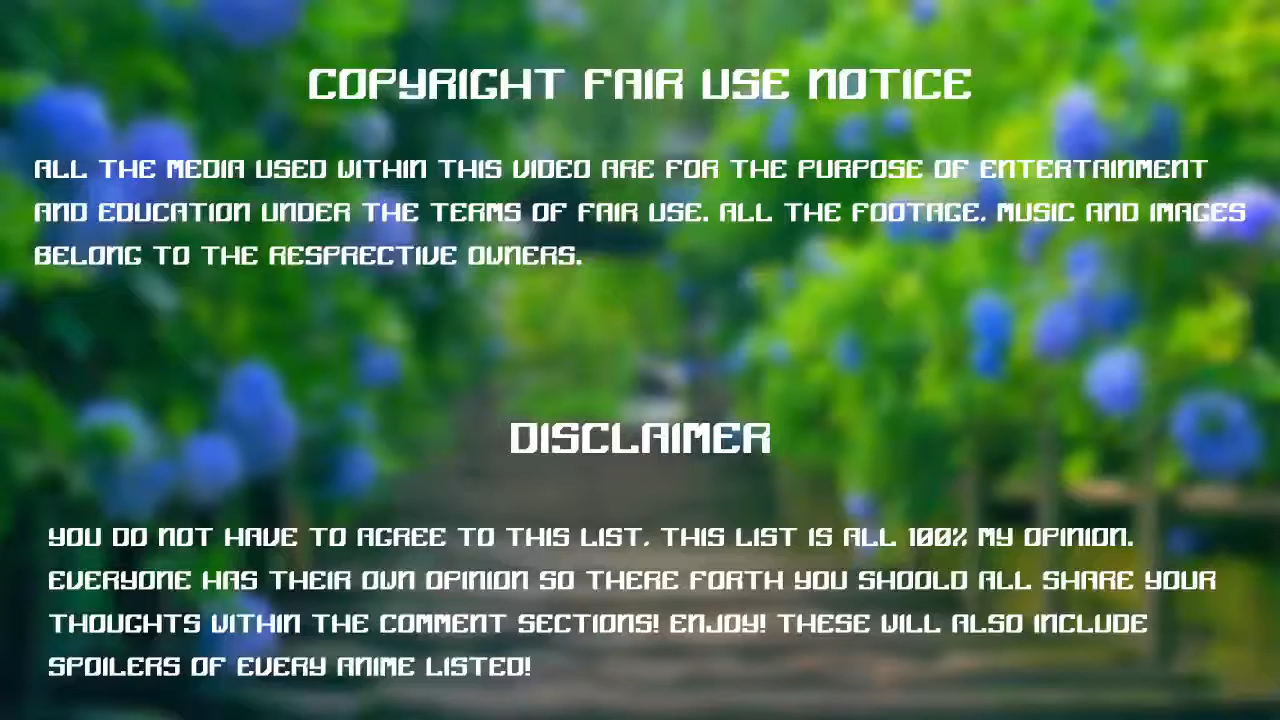 COPYRIGHT FAIR USE NOTICE
ALL THE MEDIA USED WITHIN THIS VIDEO ARE FOR THE PURPOSE OF ENTERTAINMENT
AND EDUCATION UNDER THE TERMS OF FAIR USE. ALL THE FOOTAGE, MUSIC AND IMAGES
BELONG TO THE RESPRECTIVE OWNERS.
DISCLAIMER
YOU DO NOT HAVE TO AGREE TO THIS LIST, THIS LIST IS ALL 100% MY OPINION.
EVERYONE HAS THEIR OWN OPINION SO THERE FORTH YOU SHOOLD ALL SHARE YOUR
THOUGHTS WITHIN THE COMMENT SECTIONS! ENJOY! THESE WILL ALSO INCLUDE
SPOILERS OF EVERY ANIME LISTED!